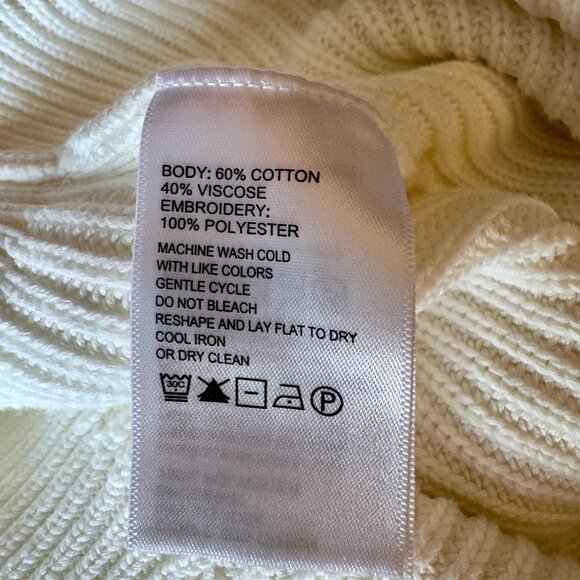 BODY: 60% COTTON
40% VISCOSE
EMBROIDERY:
100% POLYESTER
MACHINE WASH COLD
WITH LIKE COLORS
GENTLE CYCLE
DO NOT BLEACH
RESHAPE AND LAY FLAT TO DRY
COOL IRON
OR DRY CLEAN
30C P